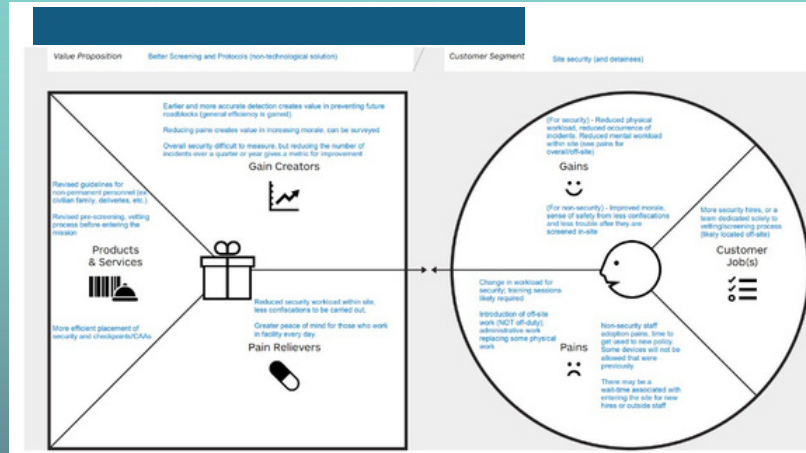 Value Proposition
Better Screening and Protocols (non-technological solution)
Customer Segment
Site security (and detainees)
Earlier and more accurate detection creates value in preventing future
roadblocks (general efficiency is gained)
Reducing pains creates value in increasing morale, can be surveyed
Overall security difficult to measure, but reducing the number of
incidents over a quarter or year gives a metric for improvement
Gain Creators
Revised guidelines for
non-permanent personnel (ex
civilian family, deliveries, etc.)
Revised pre-screening, vetting
process before entering the
mission
Products
& Services
More efficient placement of
security and checkpoints/CAAs
Reduced security workload within site,
less confiscations to be carried out.
Greater peace of mind for those who work
in facility every day.
Pain Relievers
(For security) - Reduced physical
workload, reduced occurrence of
incidents. Reduced mental workload
within site (see pains for
overall/off-site)
Gains
(For non-security) - Improved morale,
sense of safety from less confiscations
and less trouble after they are
screened in-site
More security hires, or a
team dedicated solely to
vetting/screening process
(likely located off-site)
Customer
Job(s)
Change in workload for
security; training sessions
likely required
Introduction of off-site
work (NOT off-duty);
administrative work
replacing some physical
work
Pains
Non-security staff
adoption pains, time to
get used to new policy.
Some devices will not be
allowed that were
previously.
There may be a
wait-time associated with
entering the site for new
hires or outside staff